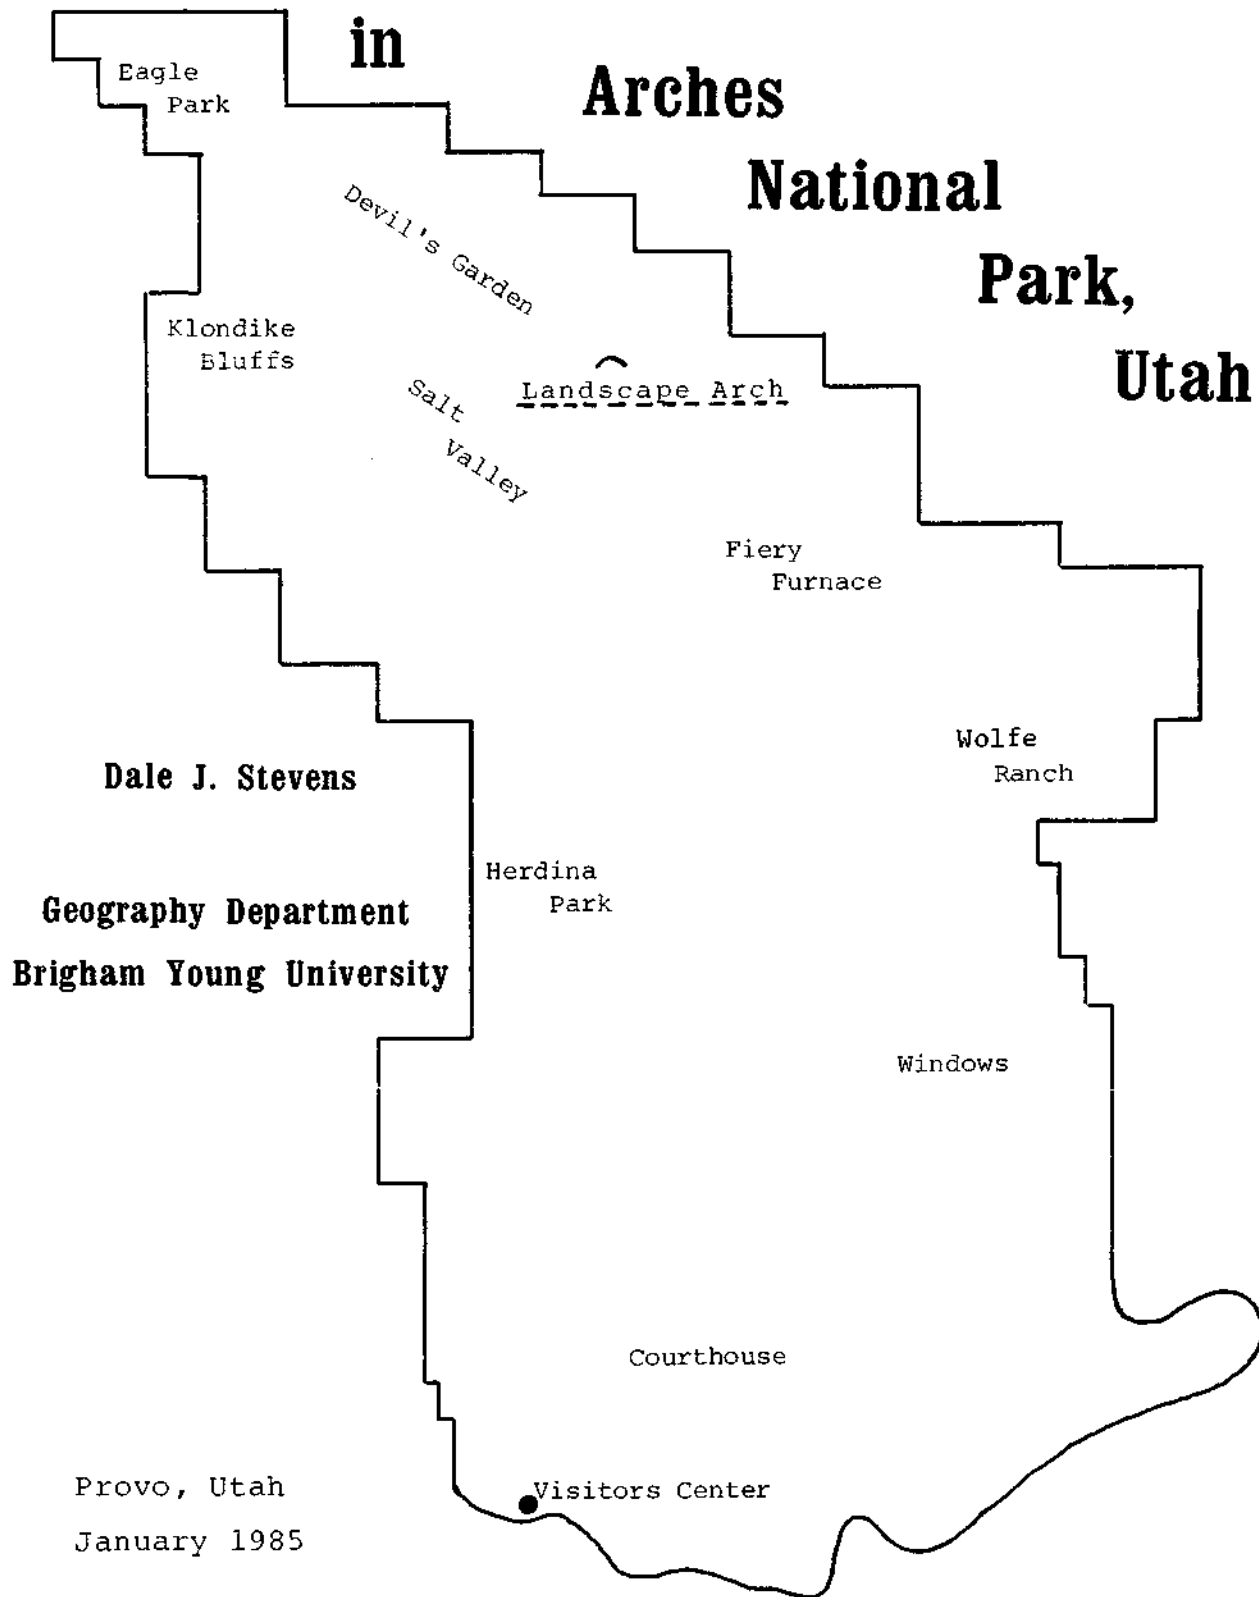 in
Arches
National
Park,
Utah
Eagle
Park
Devil's Garden
Klondike
Bluffs
Landscape Arch
Salt
Valley
Fiery
Furnace
Wolfe
Ranch
Dale J. Stevens
Herdina
Park
Geography Department
Brigham Young University
Windows
Courthouse
Visitors Center
Provo, Utah
January 1985